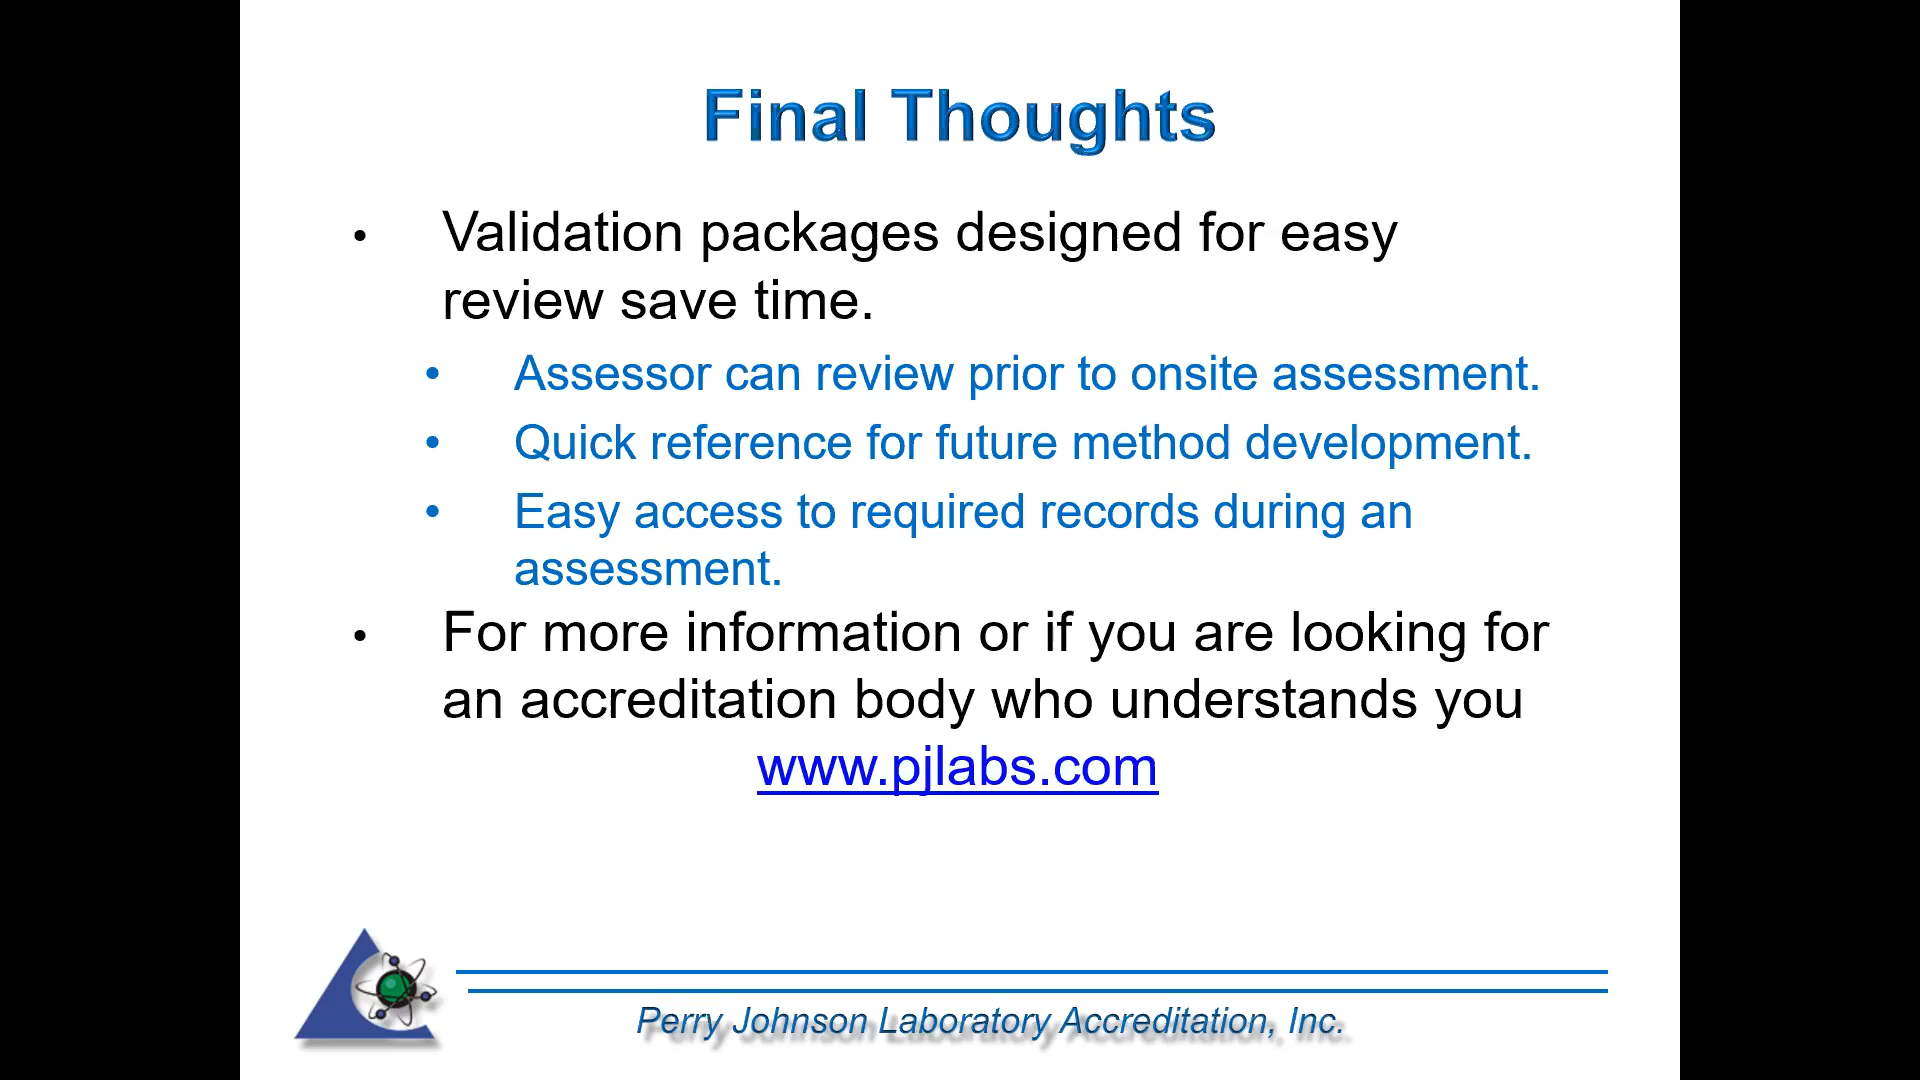 Final Thoughts
• Validation packages designed for easy
review save time.
• Assessor can review prior to onsite assessment.
• Quick reference for future method development.
• Easy access to required records during an
assessment.
• For more information or if you are looking for
an accreditation body who understands you
www.pjlabs.com
Perry Johnson Laboratory Accreditation, Inc.